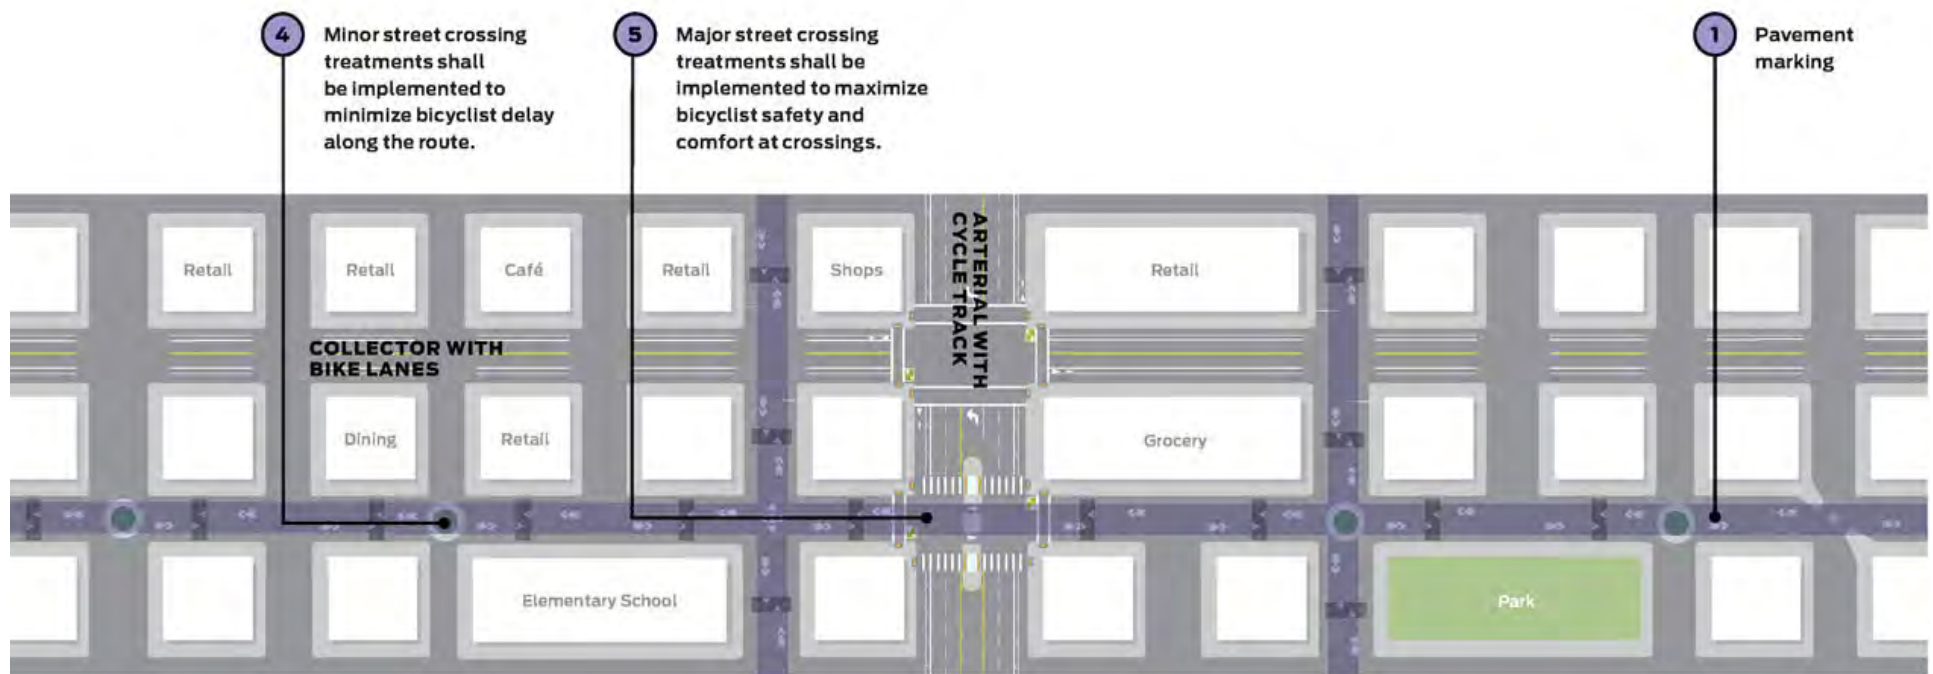 4
Minor street crossing
treatments shall
be implemented to
minimize bicyclist delay
along the route.
5
Major street crossing
treatments shall be
implemented to maximize
bicyclist safety and
comfort at crossings.
1
Pavement
marking
ARTERIAL WITH
CYCLE TRACK
Retail
Retail
Café
Retail
Shops
Retail
COLLECTOR WITH
BIKE LANES
Dining
Retail
Grocery
Elementary School
Park